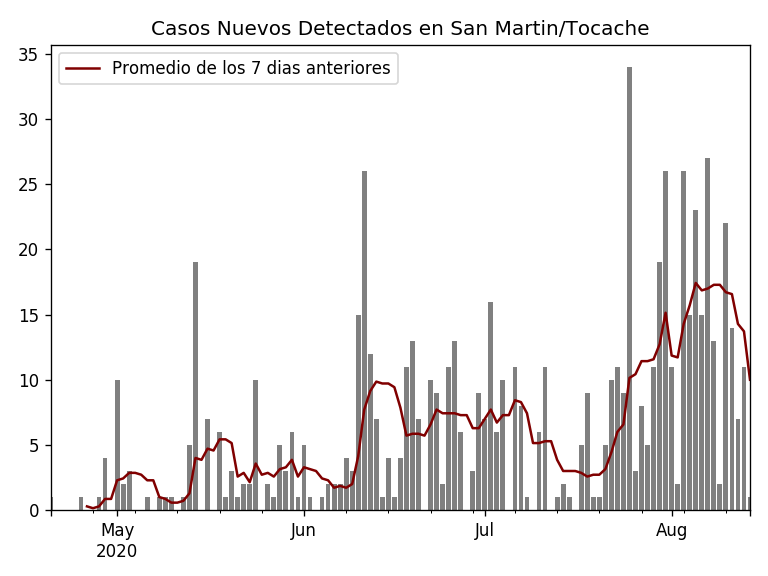 Casos Nuevos Detectados en San Martin/Tocache
Promedio de los 7 dias anteriores
35
30
25
20
15
10
5
0
May
2020
Jun
Jul
Aug